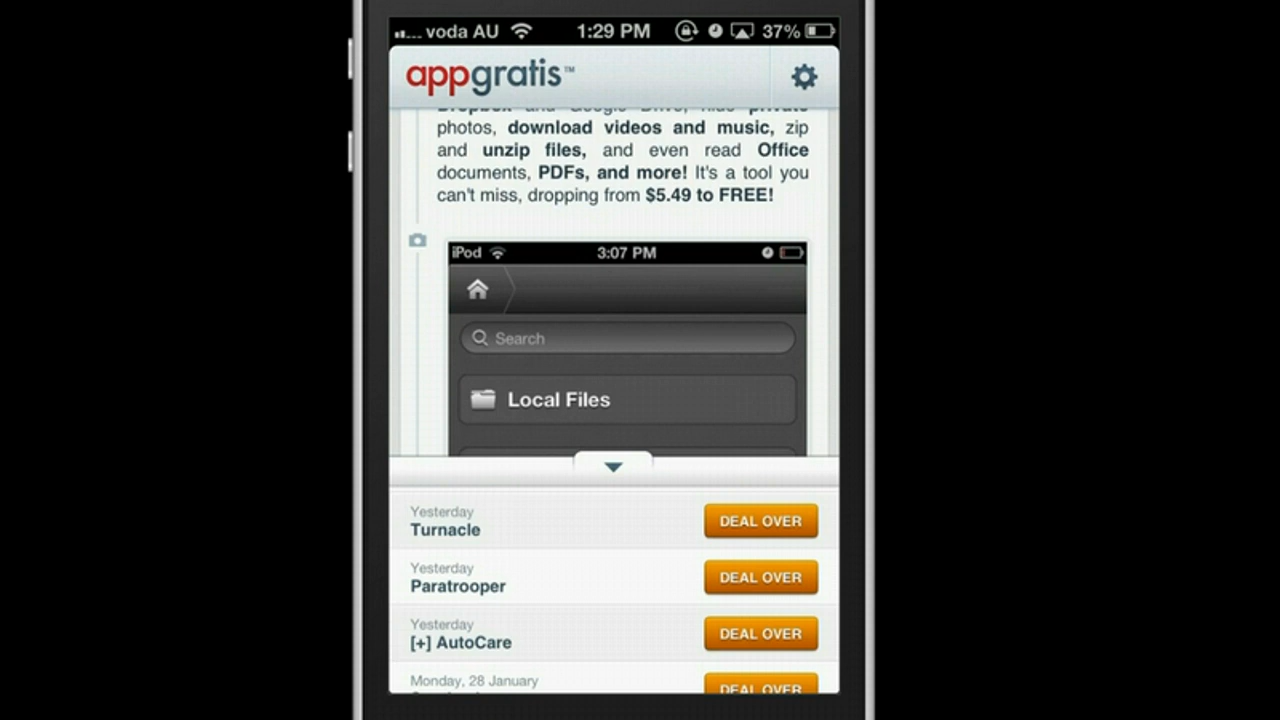 voda AU 1:29 PM 37%
appgratis™
Dropbox and Google Drive, hide private
photos, download videos and music, zip
and unzip files, and even read Office
documents, PDFs, and more! It's a tool you
can't miss, dropping from $5.49 to FREE!
iPod 3:07 PM
Search
Local Files
Yesterday
Turnacle
DEAL OVER
Yesterday
Paratrooper
DEAL OVER
Yesterday
[+] AutoCare
DEAL OVER
Monday, 28 January
DEAL OVER